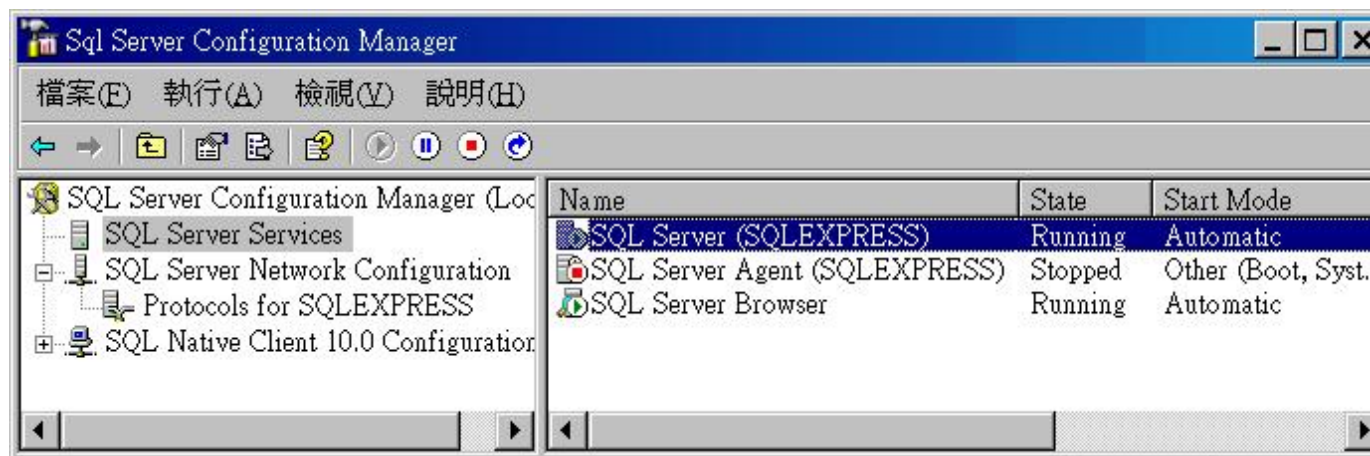 Sql Server Configuration Manager
檔案(F) 執行(A) 檢視(V) 說明(H)
SQL Server Configuration Manager (Loc
SQL Server Services
SQL Server Network Configuration
Protocols for SQLEXPRESS
SQL Native Client 10.0 Configuration
Name State Start Mode
SQL Server (SQLEXPRESS) Running Automatic
SQL Server Agent (SQLEXPRESS) Stopped Other (Boot, Syst.
SQL Server Browser Running Automatic